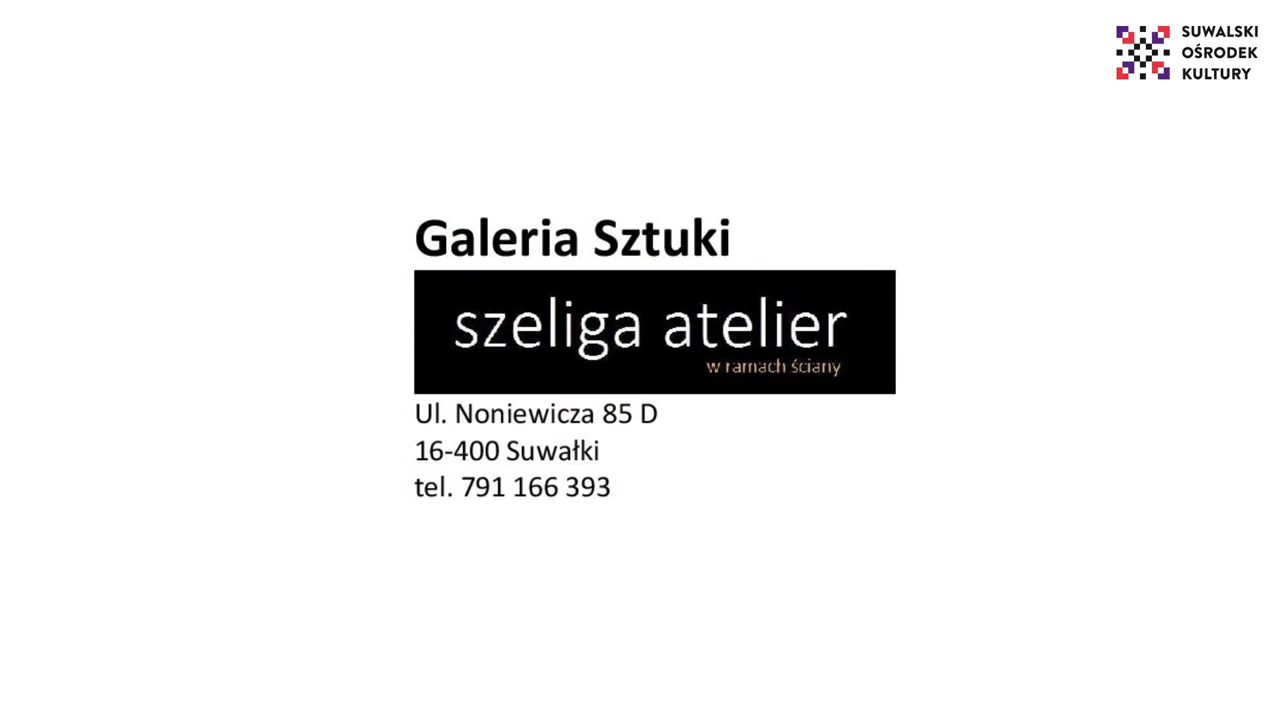 SUWALSKI
OŚRODEK
KULTURY
Galeria Sztuki
szeliga atelier
w ramach ściany
Ul. Noniewicza 85 D
16-400 Suwałki
tel. 791 166 393